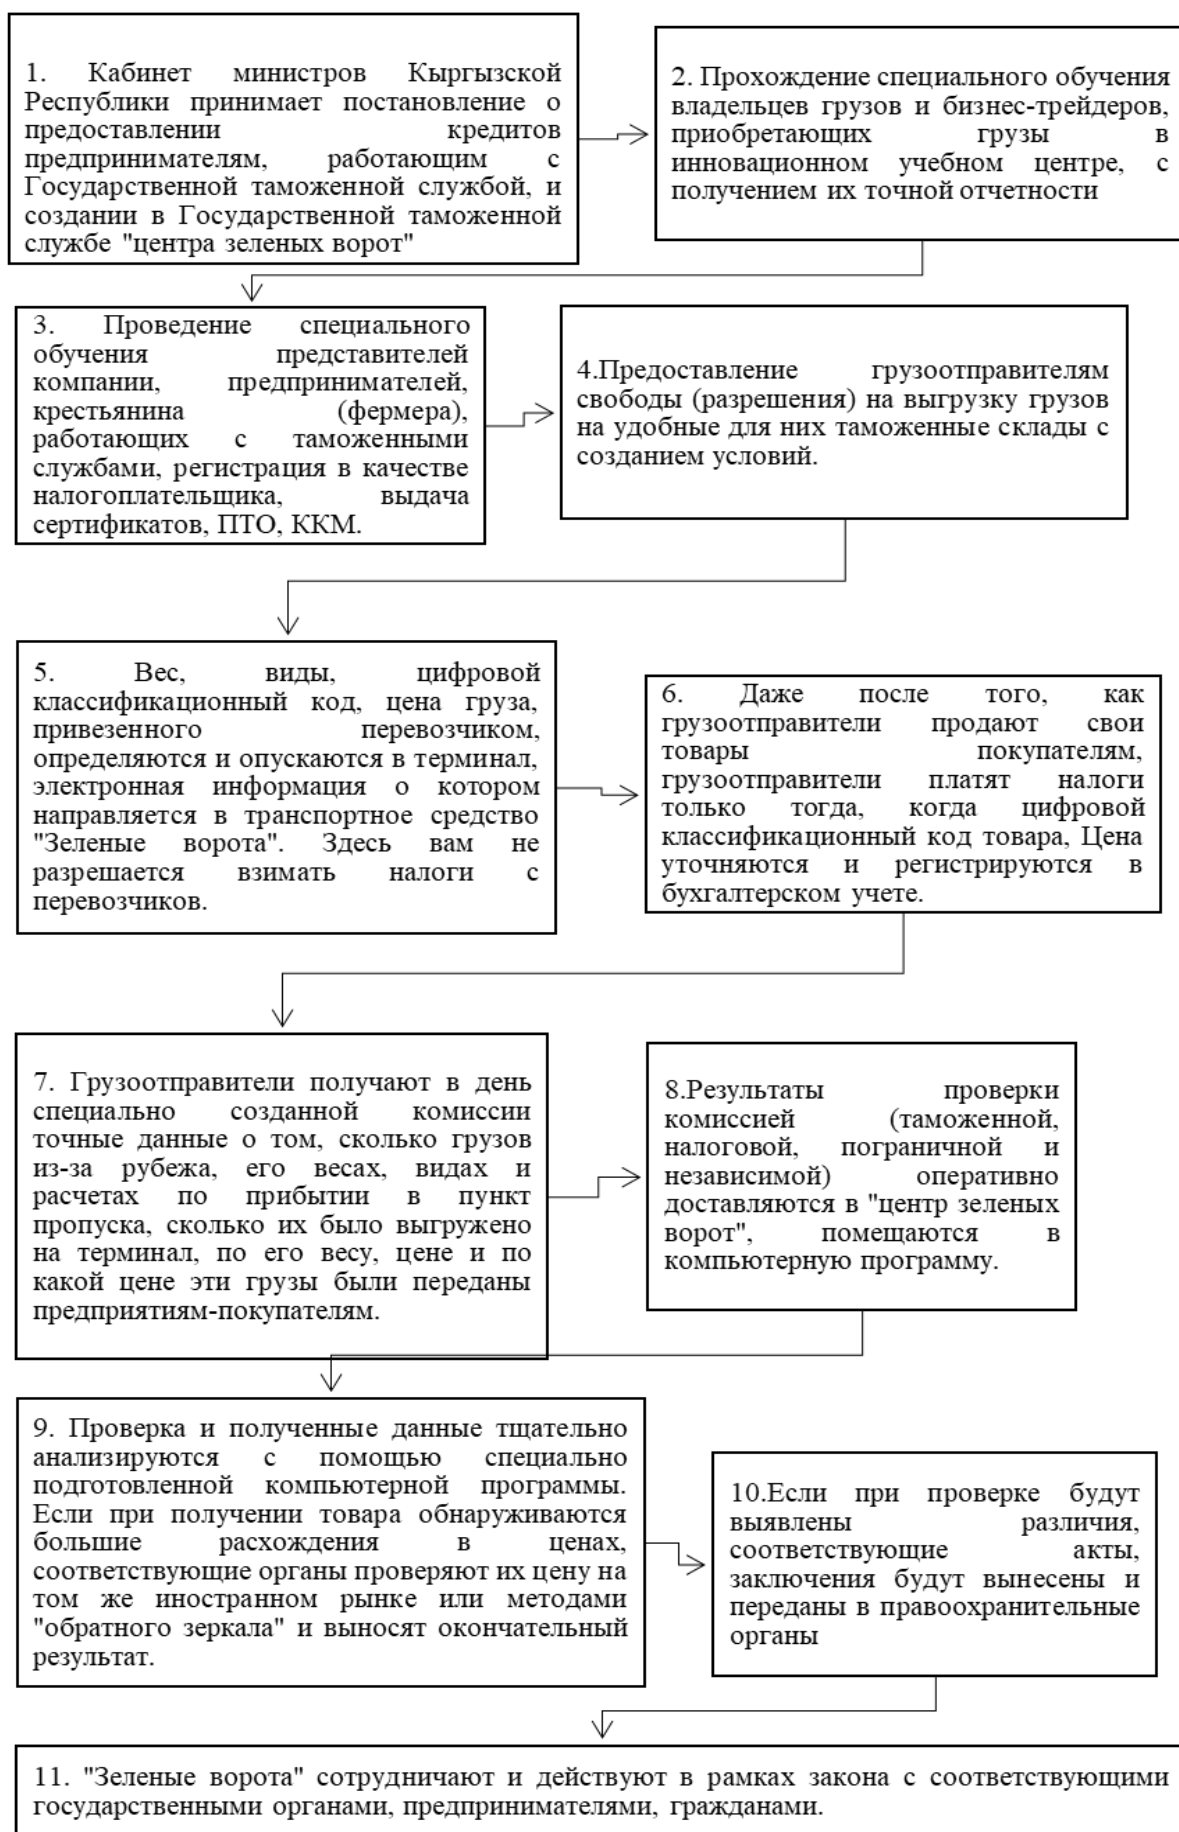 1. Кабинет министров Кыргызской
Республики принимает постановление о
предоставлении кредитов
предпринимателям, работающим с
Государственной таможенной службой, и
создании в Государственной таможенной
службе "центра зеленых ворот"
2. Прохождение специального обучения
владельцев грузов и бизнес-трейдеров,
приобретающих грузы в
инновационном учебном центре, с
получением их точной отчетности
3. Проведение специального
обучения представителей
компании, предпринимателей,
крестьянина (фермера),
работающих с таможенными
службами, регистрация в качестве
налогоплательщика, выдача
сертификатов, ПТО, ККМ.
4.Предоставление грузоотправителям
свободы (разрешения) на выгрузку грузов
на удобные для них таможенные склады с
созданием условий.
5. Вес, виды, цифровой
классификационный код, цена груза,
привезенного перевозчиком,
определяются и опускаются в терминал,
электронная информация о котором
направляется в транспортное средство
"Зеленые ворота". Здесь вам не
разрешается взимать налоги с
перевозчиков.
6. Даже после того, как
грузоотправители продают свои
товары покупателям,
грузоотправители платят налоги
только тогда, когда цифровой
классификационный код товара, Цена
уточняются и регистрируются в
бухгалтерском учете.
7. Грузоотправители получают в день
специально созданной комиссии
точные данные о том, сколько грузов
из-за рубежа, его весах, видах и
расчетах по прибытии в пункт
пропуска, сколько их было выгружено
на терминал, по его весу, цене и по
какой цене эти грузы были переданы
предприятиям-покупателям.
8.Результаты проверки
комиссией (таможенной,
налоговой, пограничной и
независимой) оперативно
доставляются в "центр зеленых
ворот", помещаются в
компьютерную программу.
9. Проверка и полученные данные тщательно
анализируются с помощью специально
подготовленной компьютерной программы.
Если при получении товара обнаруживаются
большие расхождения в ценах,
соответствующие органы проверяют их цену на
том же иностранном рынке или методами
"обратного зеркала" и выносят окончательный
результат.
10.Если при проверке будут
выявлены различия,
соответствующие акты,
заключения будут вынесены и
переданы в правоохранительные
органы
11. "Зеленые ворота" сотрудничают и действуют в рамках закона с соответствующими
государственными органами, предпринимателями, гражданами.